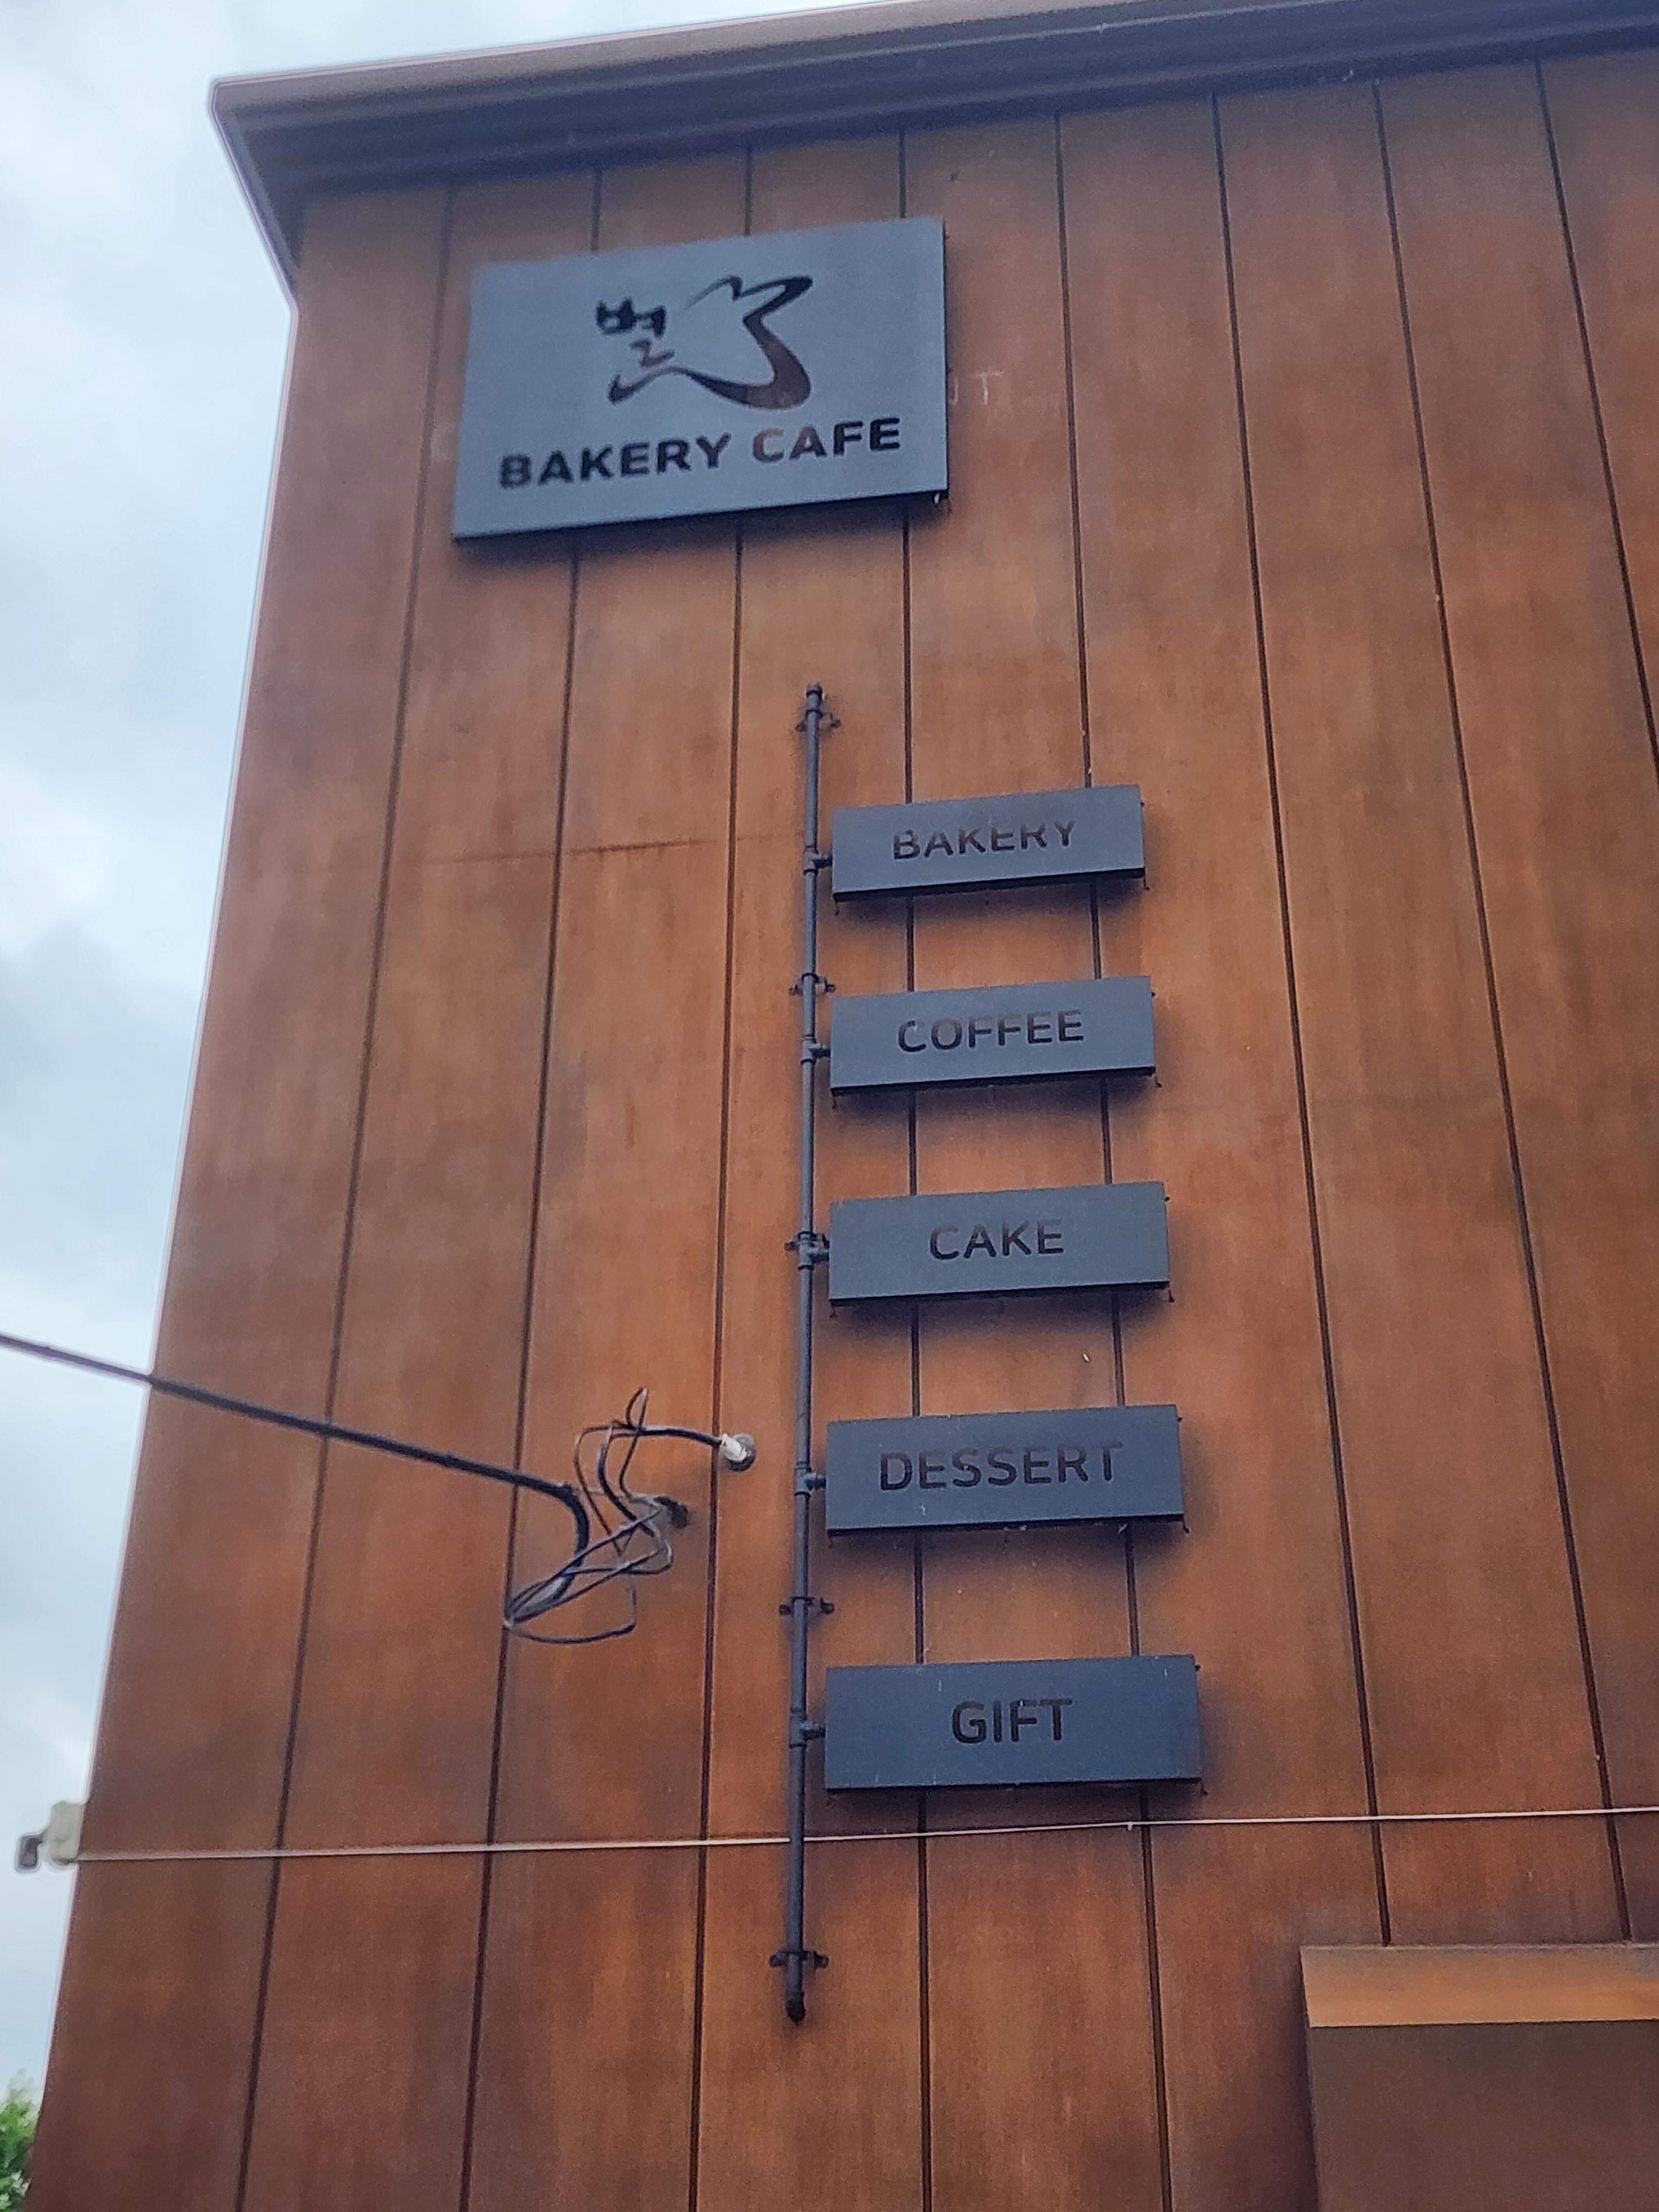 별
BAKERY CAFE
BAKERY
COFFEE
CAKE
DESSERT
GIFT